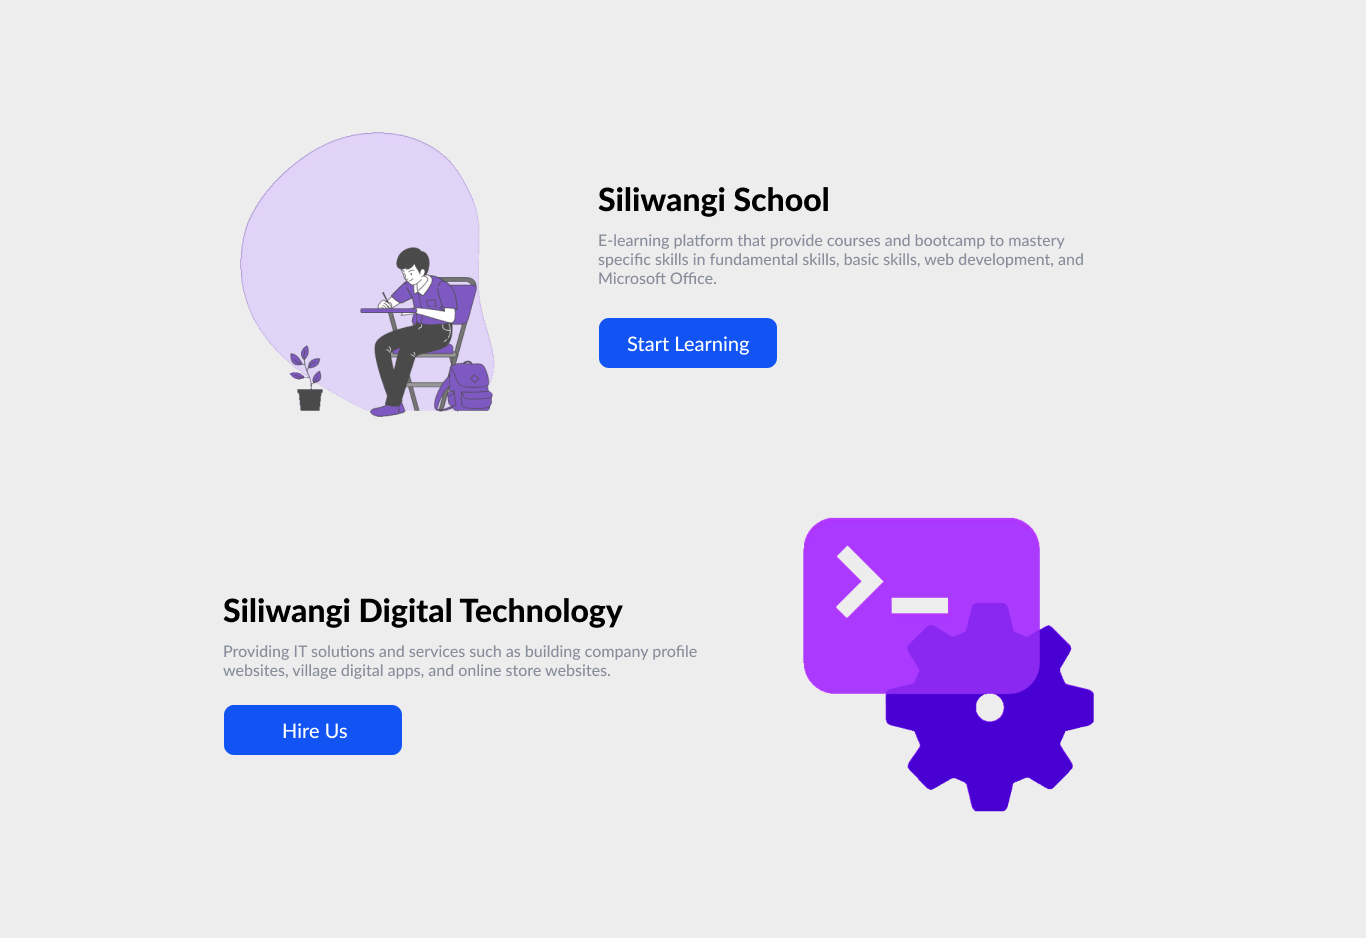 Siliwangi School
E-learning platform that provide courses and bootcamp to mastery
specific skills in fundamental skills, basic skills, web development, and
Microsoft Office.
Start Learning
Siliwangi Digital Technology
Providing IT solutions and services such as building company profile
websites, village digital apps, and online store websites.
Hire Us